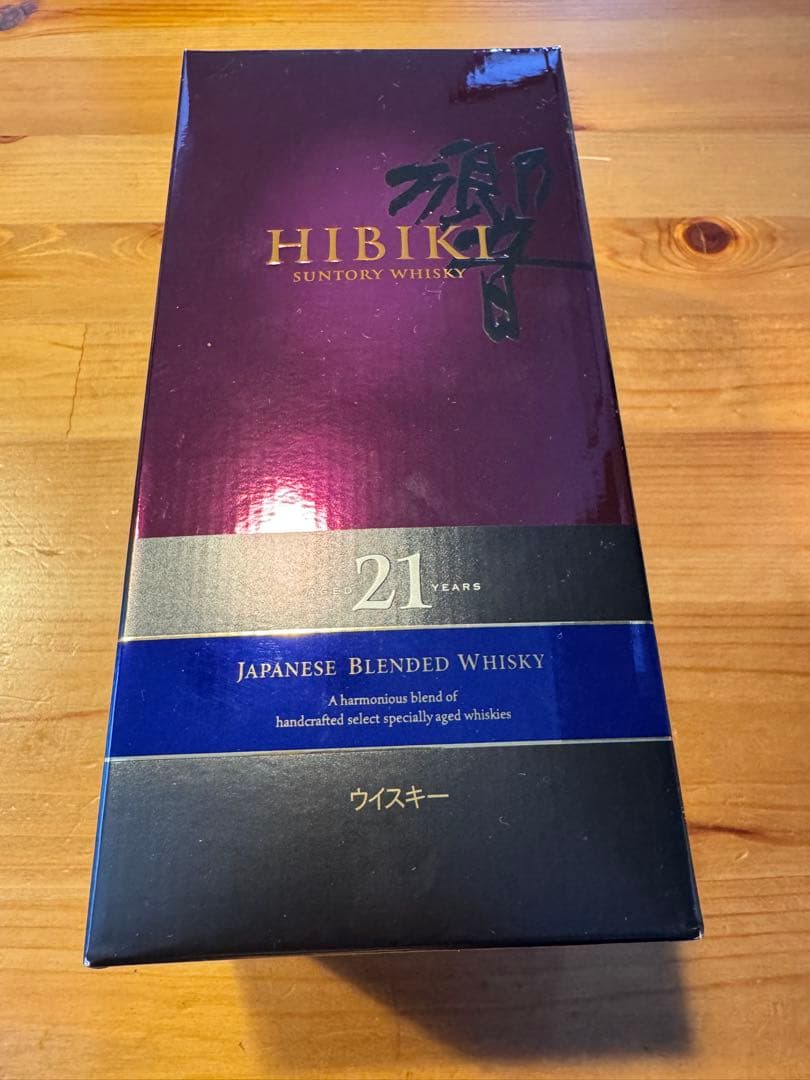 響
HIBIKI
SUNTORY WHISKY
AGED 21 YEARS
JAPANESE BLENDED WHISKY
A harmonious blend of
handcrafted select specially aged whiskies
ウイスキー